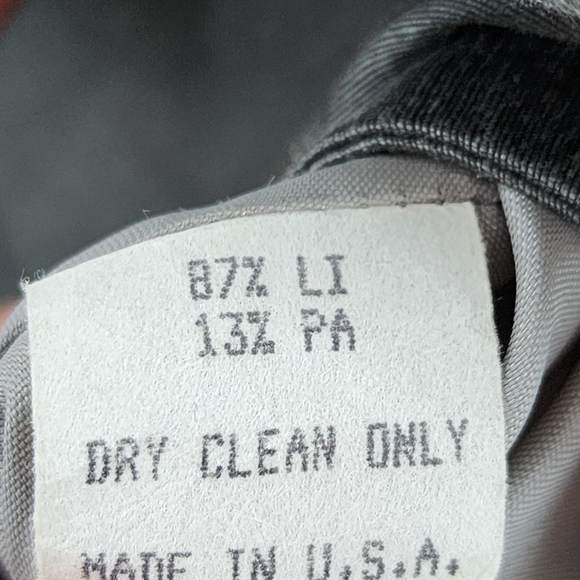 87% LI
13% PA
DRY CLEAN ONLY
MADE IN U.S.A.